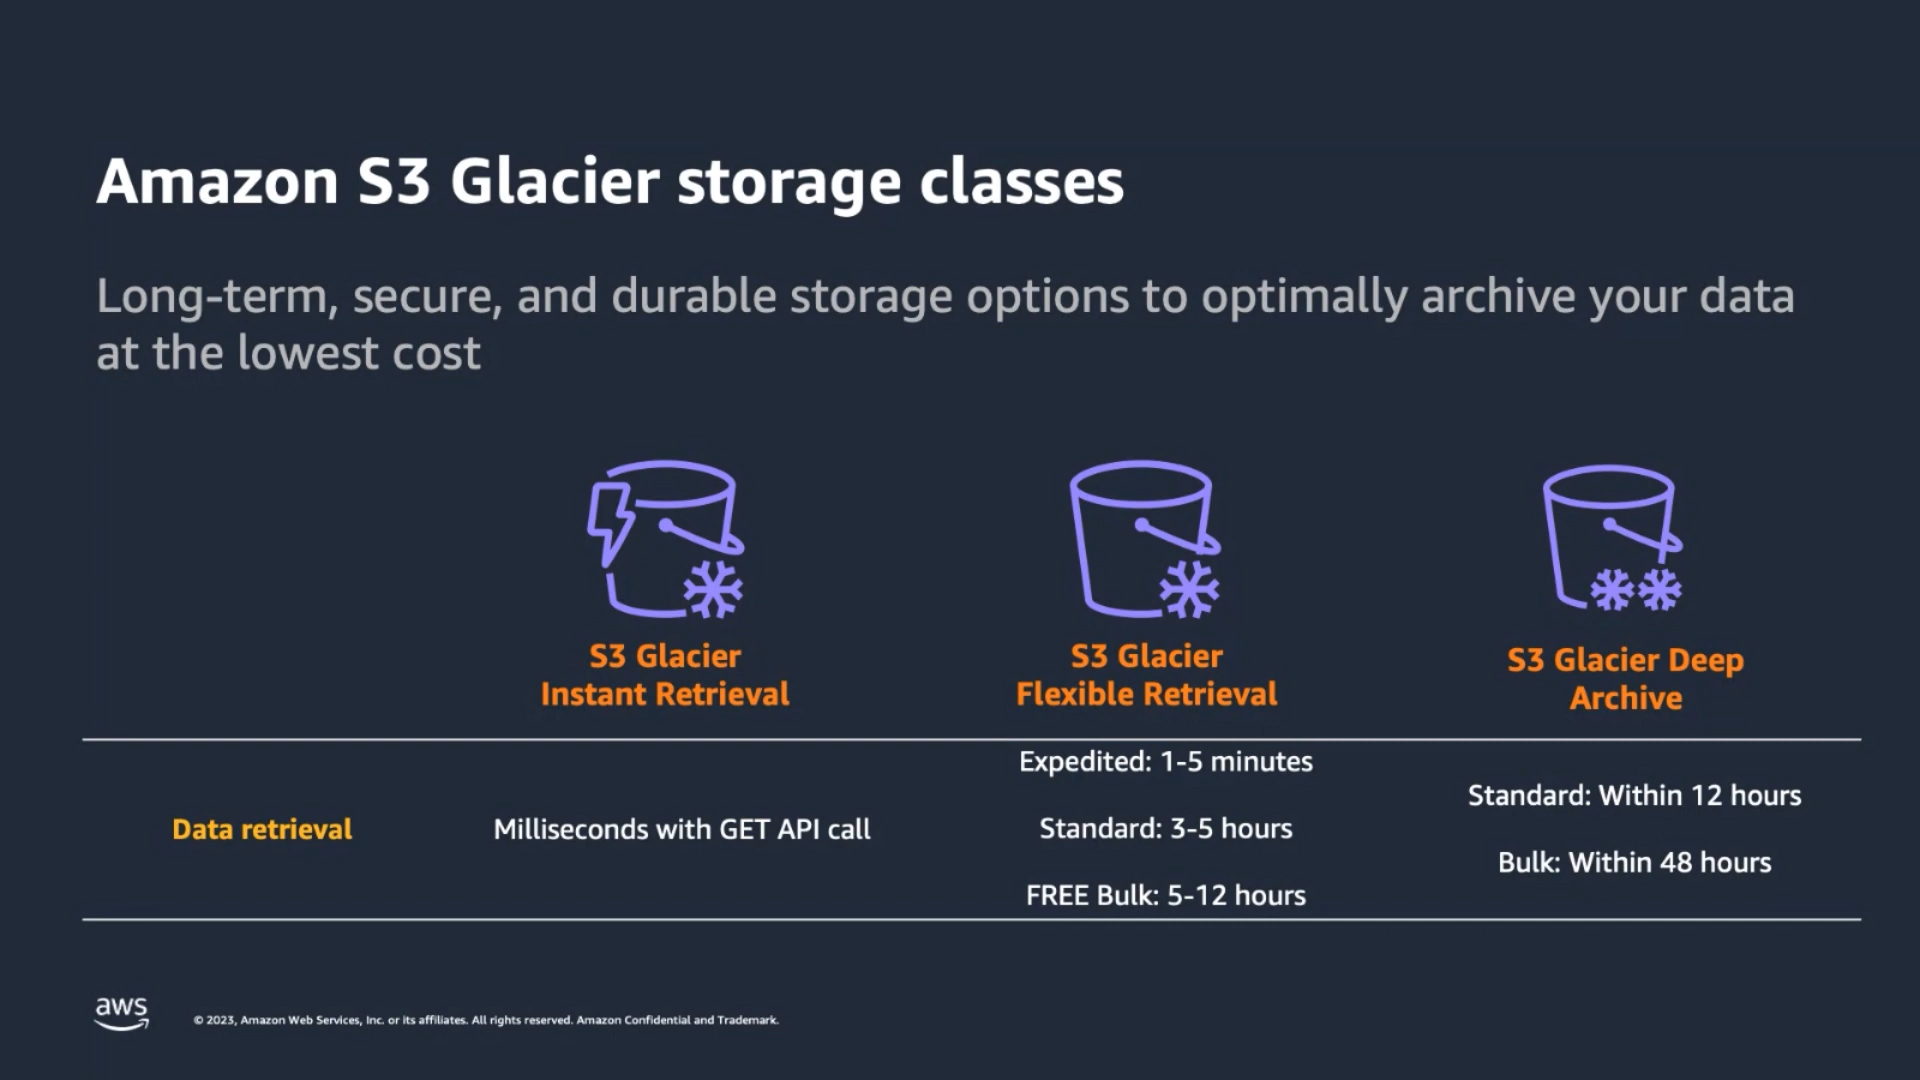 Amazon S3 Glacier storage classes
Long-term, secure, and durable storage options to optimally archive your data
at the lowest cost
S3 Glacier
Instant Retrieval
S3 Glacier
Flexible Retrieval
S3 Glacier Deep
Archive
Data retrieval
Milliseconds with GET API call
Expedited: 1-5 minutes
Standard: 3-5 hours
FREE Bulk: 5-12 hours
Standard: Within 12 hours
Bulk: Within 48 hours
aws
© 2023, Amazon Web Services, Inc. or its affiliates. All rights reserved. Amazon Confidential and Trademark.